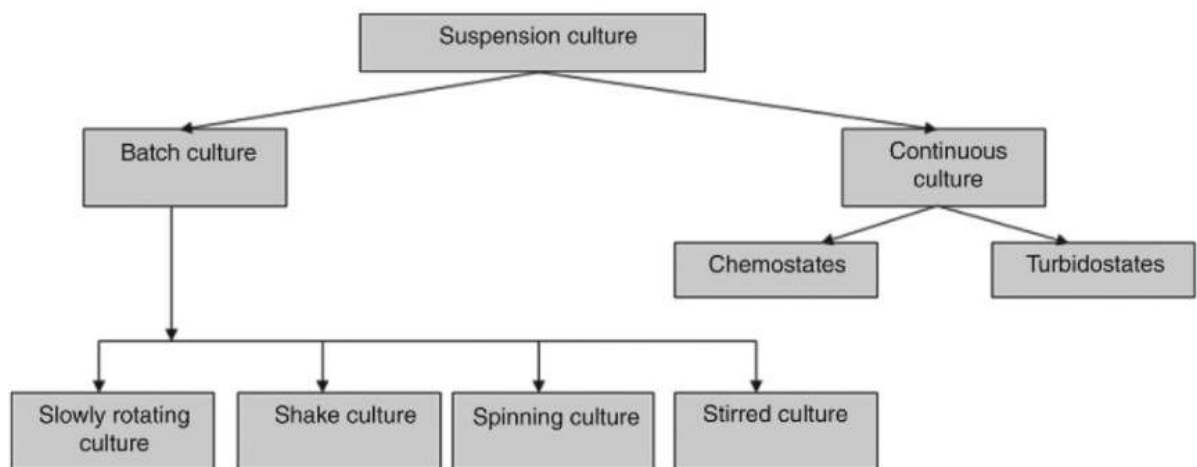 Suspension culture
Batch culture
Continuous
culture
Chemostates
Turbidostates
Slowly rotating
culture
Shake culture
Spinning culture
Stirred culture